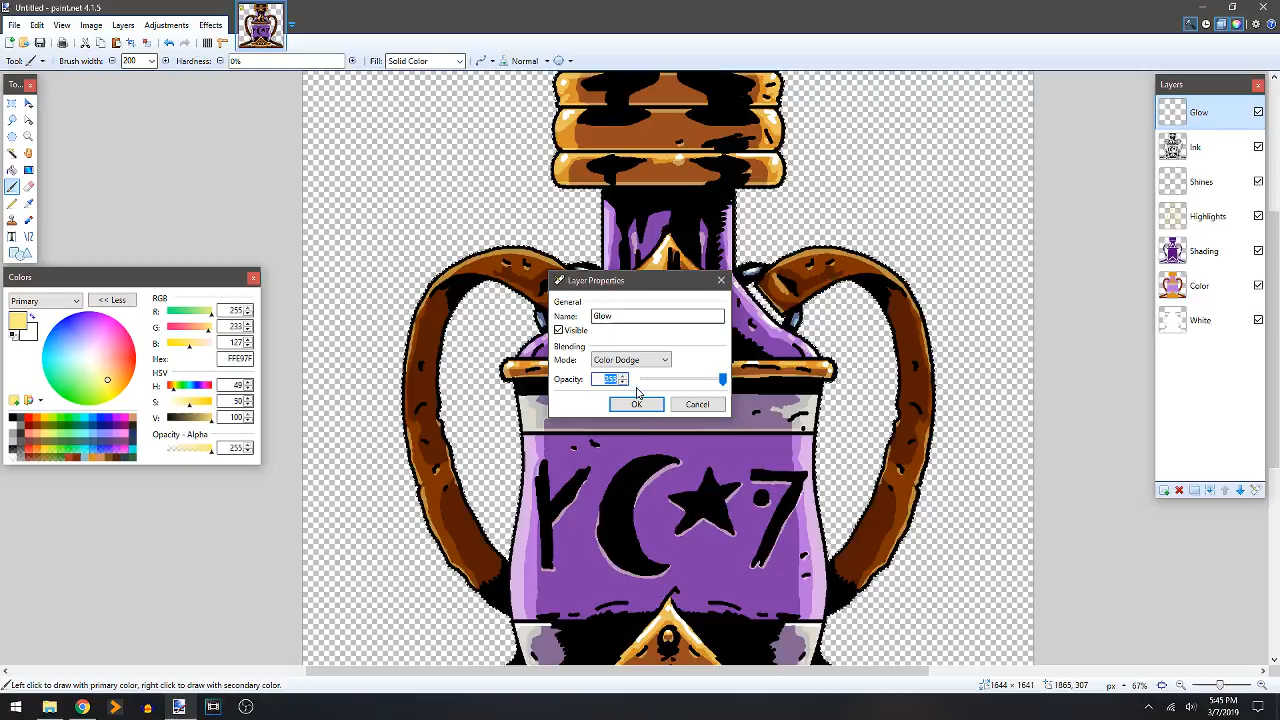 Untitled - paint.net 4.1.5
File Edit View Image Layers Adjustments Effects
Tool: Brush width: 200 Hardness: 0% Fill: Solid Color Normal
To...
Layers
Glow
Ink
Shines
Highlights
Shading
Color
White
Colors
Primary << Less
RGB
R: 255
G: 233
B: 127
Hex: FFE97F
HSV
H: 49
S: 50
V: 100
Opacity - Alpha
255
Layer Properties
General
Name: Glow
Visible
Blending
Mode: Color Dodge
Opacity: 255
OK Cancel
Left click to draw with primary color, right click to draw with secondary color.
1644 × 1641 1865, 307 px 67%
5:45 PM
3/7/2019